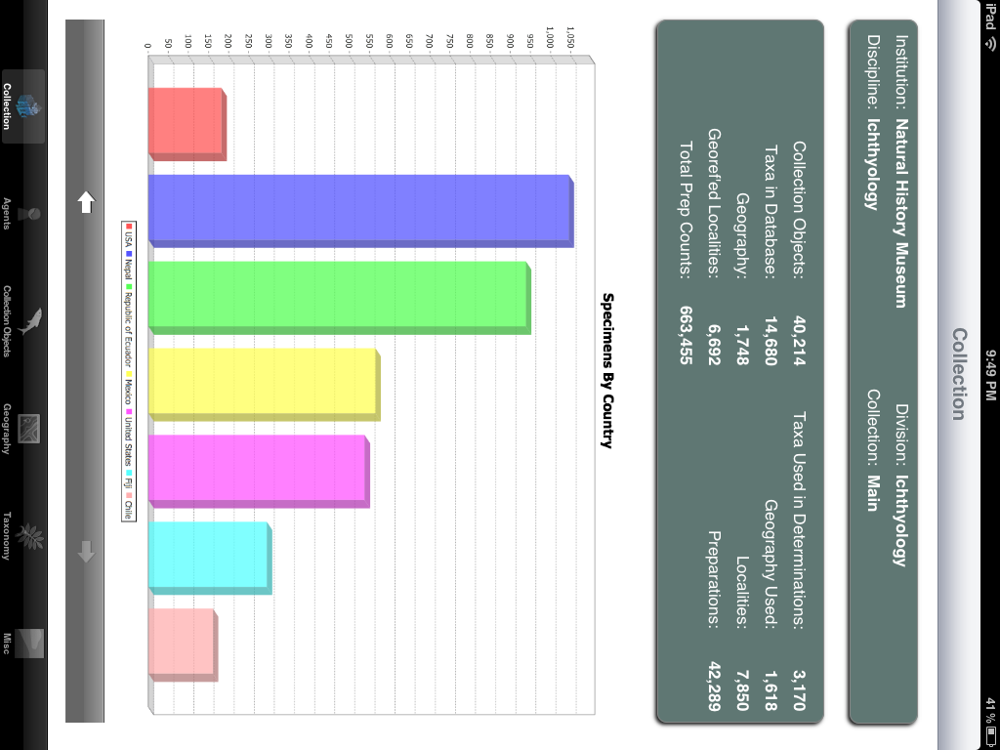 iPad 9:49 PM 41 %
Collection
Institution: Natural History Museum Division: Ichthyology
Discipline: Ichthyology Collection: Main
Collection Objects: 40,214 Taxa Used in Determinations: 3,170
Taxa in Database: 14,680 Geography Used: 1,618
Geography: 1,748 Localities: 7,850
Georef'ed Localities: 6,692 Preparations: 42,289
Total Prep Counts: 663,455
Specimens By Country
1,050
1,000
950
900
850
800
750
700
650
600
550
500
450
400
350
300
250
200
150
100
50
0
USA Nepal Republic of Ecuador Mexico United States Fiji Chile
Collection Agents Collection Objects Geography Taxonomy Misc